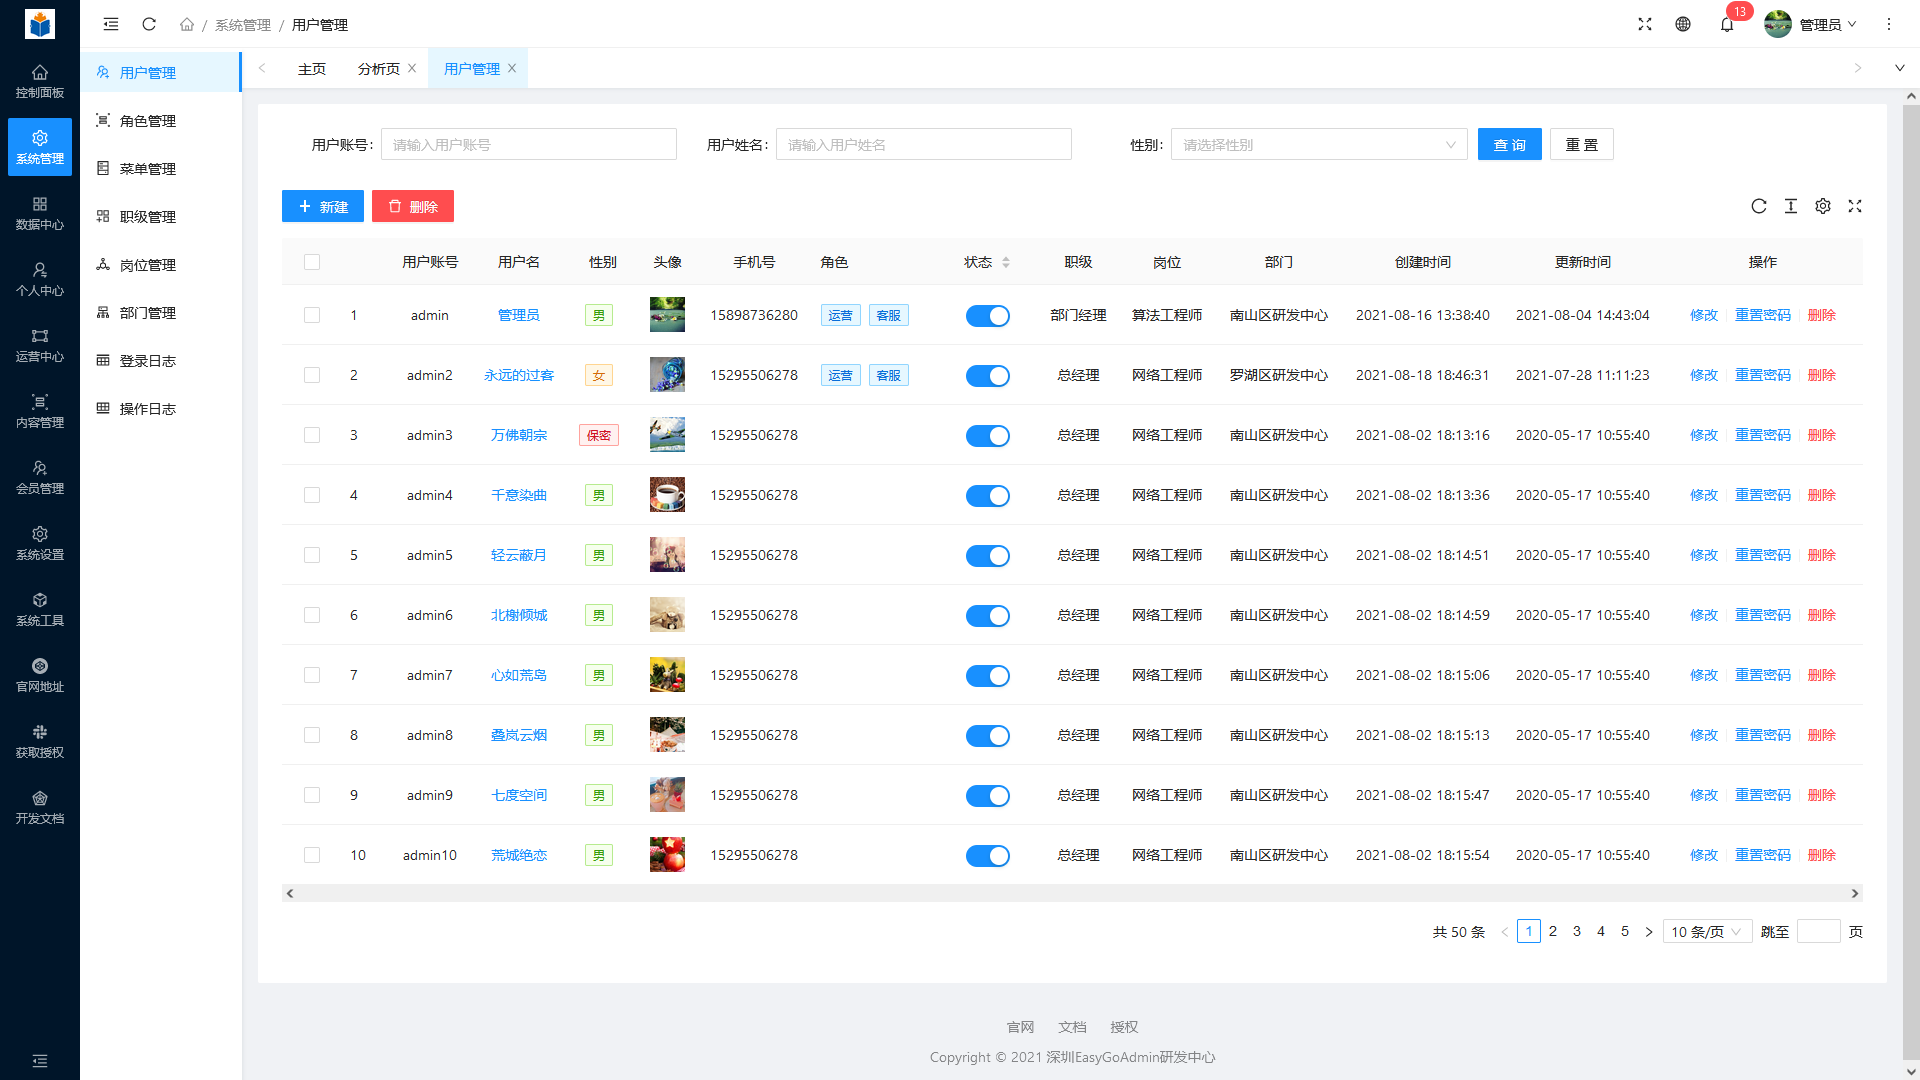 系统管理 / 用户管理
13
管理员
控制面板
系统管理
数据中心
个人中心
运营中心
内容管理
会员管理
系统设置
系统工具
官网地址
获取授权
开发文档
用户管理
角色管理
菜单管理
职级管理
岗位管理
部门管理
登录日志
操作日志
主页 分析页 用户管理
用户账号: 请输入用户账号 用户姓名: 请输入用户姓名 性别: 请选择性别 查 询 重 置
新建 删除
用户账号 用户名 性别 头像 手机号 角色 状态 职级 岗位 部门 创建时间 更新时间 操作
1 admin 管理员 男 15898736280 运营 客服 部门经理 算法工程师 南山区研发中心 2021-08-16 13:38:40 2021-08-04 14:43:04 修改 重置密码 删除
2 admin2 永远的过客 女 15295506278 运营 客服 总经理 网络工程师 罗湖区研发中心 2021-08-18 18:46:31 2021-07-28 11:11:23 修改 重置密码 删除
3 admin3 万佛朝宗 保密 15295506278 总经理 网络工程师 南山区研发中心 2021-08-02 18:13:16 2020-05-17 10:55:40 修改 重置密码 删除
4 admin4 千意染曲 男 15295506278 总经理 网络工程师 南山区研发中心 2021-08-02 18:13:36 2020-05-17 10:55:40 修改 重置密码 删除
5 admin5 轻云蔽月 男 15295506278 总经理 网络工程师 南山区研发中心 2021-08-02 18:14:51 2020-05-17 10:55:40 修改 重置密码 删除
6 admin6 北榭倾城 男 15295506278 总经理 网络工程师 南山区研发中心 2021-08-02 18:14:59 2020-05-17 10:55:40 修改 重置密码 删除
7 admin7 心如荒岛 男 15295506278 总经理 网络工程师 南山区研发中心 2021-08-02 18:15:06 2020-05-17 10:55:40 修改 重置密码 删除
8 admin8 叠岚云烟 男 15295506278 总经理 网络工程师 南山区研发中心 2021-08-02 18:15:13 2020-05-17 10:55:40 修改 重置密码 删除
9 admin9 七度空间 男 15295506278 总经理 网络工程师 南山区研发中心 2021-08-02 18:15:47 2020-05-17 10:55:40 修改 重置密码 删除
10 admin10 荒城绝恋 男 15295506278 总经理 网络工程师 南山区研发中心 2021-08-02 18:15:54 2020-05-17 10:55:40 修改 重置密码 删除
共 50 条 1 2 3 4 5 10 条/页 跳至 页
官网 文档 授权
Copyright © 2021 深圳EasyGoAdmin研发中心